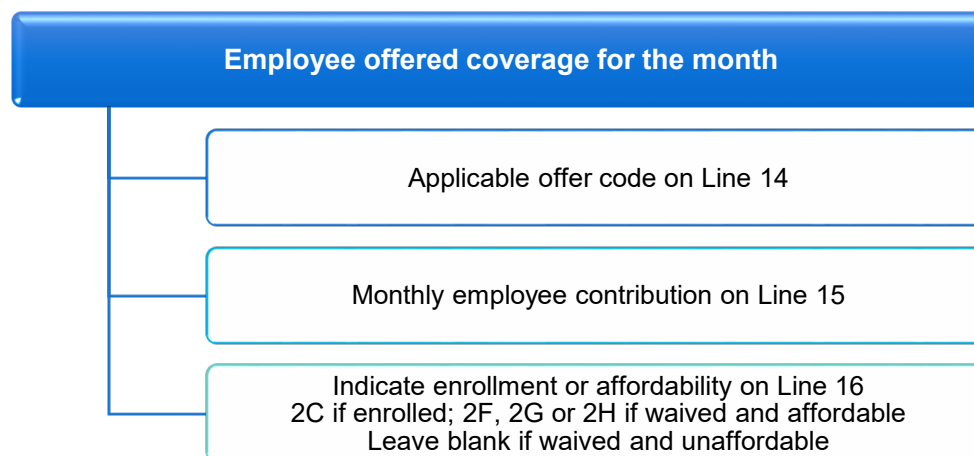 Employee offered coverage for the month
Applicable offer code on Line 14
Monthly employee contribution on Line 15
Indicate enrollment or affordability on Line 16
2C if enrolled; 2F, 2G or 2H if waived and affordable
Leave blank if waived and unaffordable